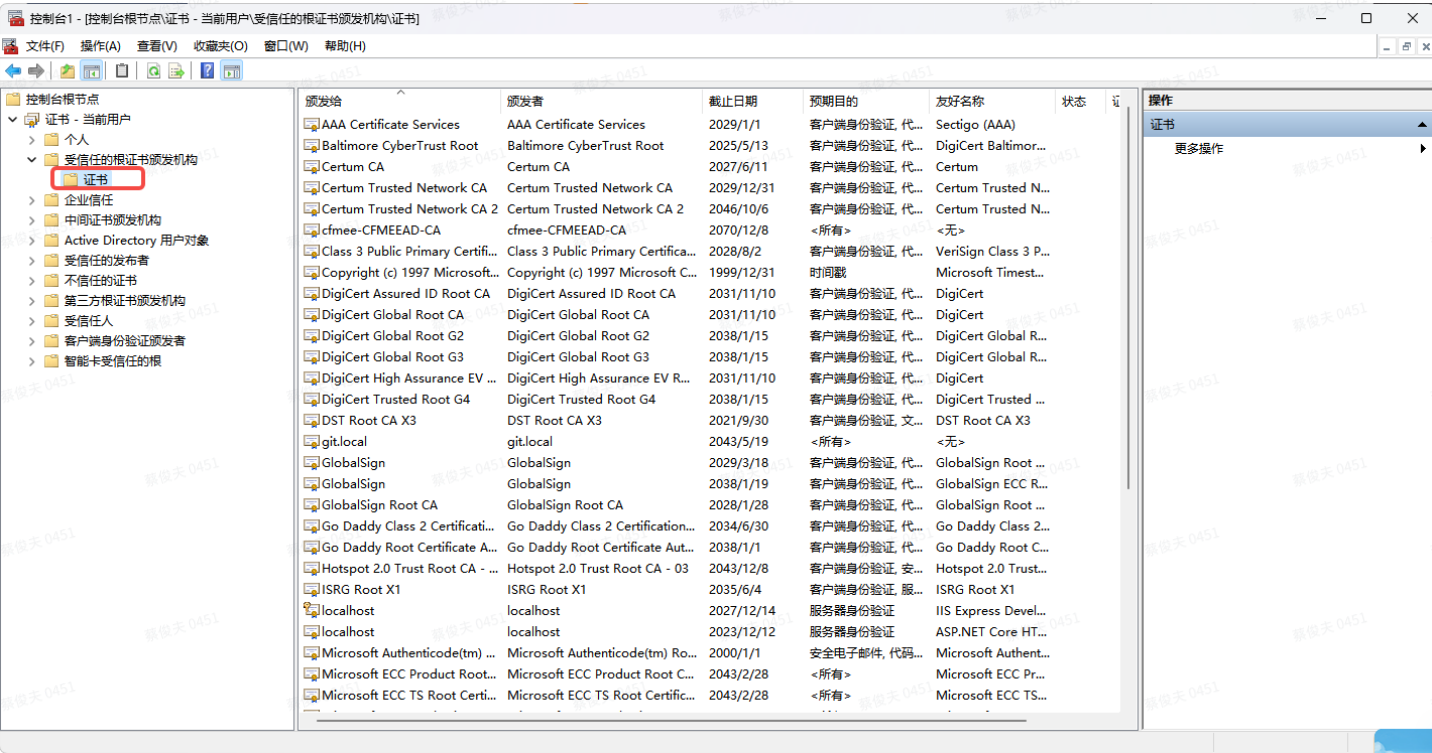 控制台1 - [控制台根节点\证书 - 当前用户\受信任的根证书颁发机构\证书]
文件(F) 操作(A) 查看(V) 收藏夹(O) 窗口(W) 帮助(H)
控制台根节点
证书 - 当前用户
个人
受信任的根证书颁发机构
证书
企业信任
中间证书颁发机构
Active Directory 用户对象
受信任的发布者
不信任的证书
第三方根证书颁发机构
受信任人
客户端身份验证颁发者
智能卡受信任的根
颁发给 颁发者 截止日期 预期目的 友好名称 状态 证
AAA Certificate Services AAA Certificate Services 2029/1/1 客户端身份验证, 代... Sectigo (AAA)
Baltimore CyberTrust Root Baltimore CyberTrust Root 2025/5/13 客户端身份验证, 代... DigiCert Baltimor...
Certum CA Certum CA 2027/6/11 客户端身份验证, 代... Certum
Certum Trusted Network CA Certum Trusted Network CA 2029/12/31 客户端身份验证, 代... Certum Trusted N...
Certum Trusted Network CA 2 Certum Trusted Network CA 2 2046/10/6 客户端身份验证, 代... Certum Trusted N...
cfmee-CFMEEAD-CA cfmee-CFMEEAD-CA 2070/12/8 <所有> <无>
Class 3 Public Primary Certifi... Class 3 Public Primary Certifica... 2028/8/2 客户端身份验证, 代... VeriSign Class 3 P...
Copyright (c) 1997 Microsoft... Copyright (c) 1997 Microsoft C... 1999/12/31 时间戳 Microsoft Timest...
DigiCert Assured ID Root CA DigiCert Assured ID Root CA 2031/11/10 客户端身份验证, 代... DigiCert
DigiCert Global Root CA DigiCert Global Root CA 2031/11/10 客户端身份验证, 代... DigiCert
DigiCert Global Root G2 DigiCert Global Root G2 2038/1/15 客户端身份验证, 代... DigiCert Global R...
DigiCert Global Root G3 DigiCert Global Root G3 2038/1/15 客户端身份验证, 代... DigiCert Global R...
DigiCert High Assurance EV ... DigiCert High Assurance EV R... 2031/11/10 客户端身份验证, 代... DigiCert
DigiCert Trusted Root G4 DigiCert Trusted Root G4 2038/1/15 客户端身份验证, 代... DigiCert Trusted ...
DST Root CA X3 DST Root CA X3 2021/9/30 客户端身份验证, 文... DST Root CA X3
git.local git.local 2043/5/19 <所有> <无>
GlobalSign GlobalSign 2029/3/18 客户端身份验证, 代... GlobalSign Root ...
GlobalSign GlobalSign 2038/1/19 客户端身份验证, 代... GlobalSign ECC R...
GlobalSign Root CA GlobalSign Root CA 2028/1/28 客户端身份验证, 代... GlobalSign Root ...
Go Daddy Class 2 Certificati... Go Daddy Class 2 Certification... 2034/6/30 客户端身份验证, 代... Go Daddy Class 2...
Go Daddy Root Certificate A... Go Daddy Root Certificate Aut... 2038/1/1 客户端身份验证, 代... Go Daddy Root C...
Hotspot 2.0 Trust Root CA - ... Hotspot 2.0 Trust Root CA - 03 2043/12/8 客户端身份验证, 安... Hotspot 2.0 Trust...
ISRG Root X1 ISRG Root X1 2035/6/4 客户端身份验证, 服... ISRG Root X1
localhost localhost 2027/12/14 服务器身份验证 IIS Express Devel...
localhost localhost 2023/12/12 服务器身份验证 ASP.NET Core HT...
Microsoft Authenticode(tm) ... Microsoft Authenticode(tm) Ro... 2000/1/1 安全电子邮件, 代码... Microsoft Authent...
Microsoft ECC Product Root... Microsoft ECC Product Root C... 2043/2/28 <所有> Microsoft ECC Pr...
Microsoft ECC TS Root Certi... Microsoft ECC TS Root Certific... 2043/2/28 <所有> Microsoft ECC TS...
操作
证书
更多操作
蔡俊天 0451